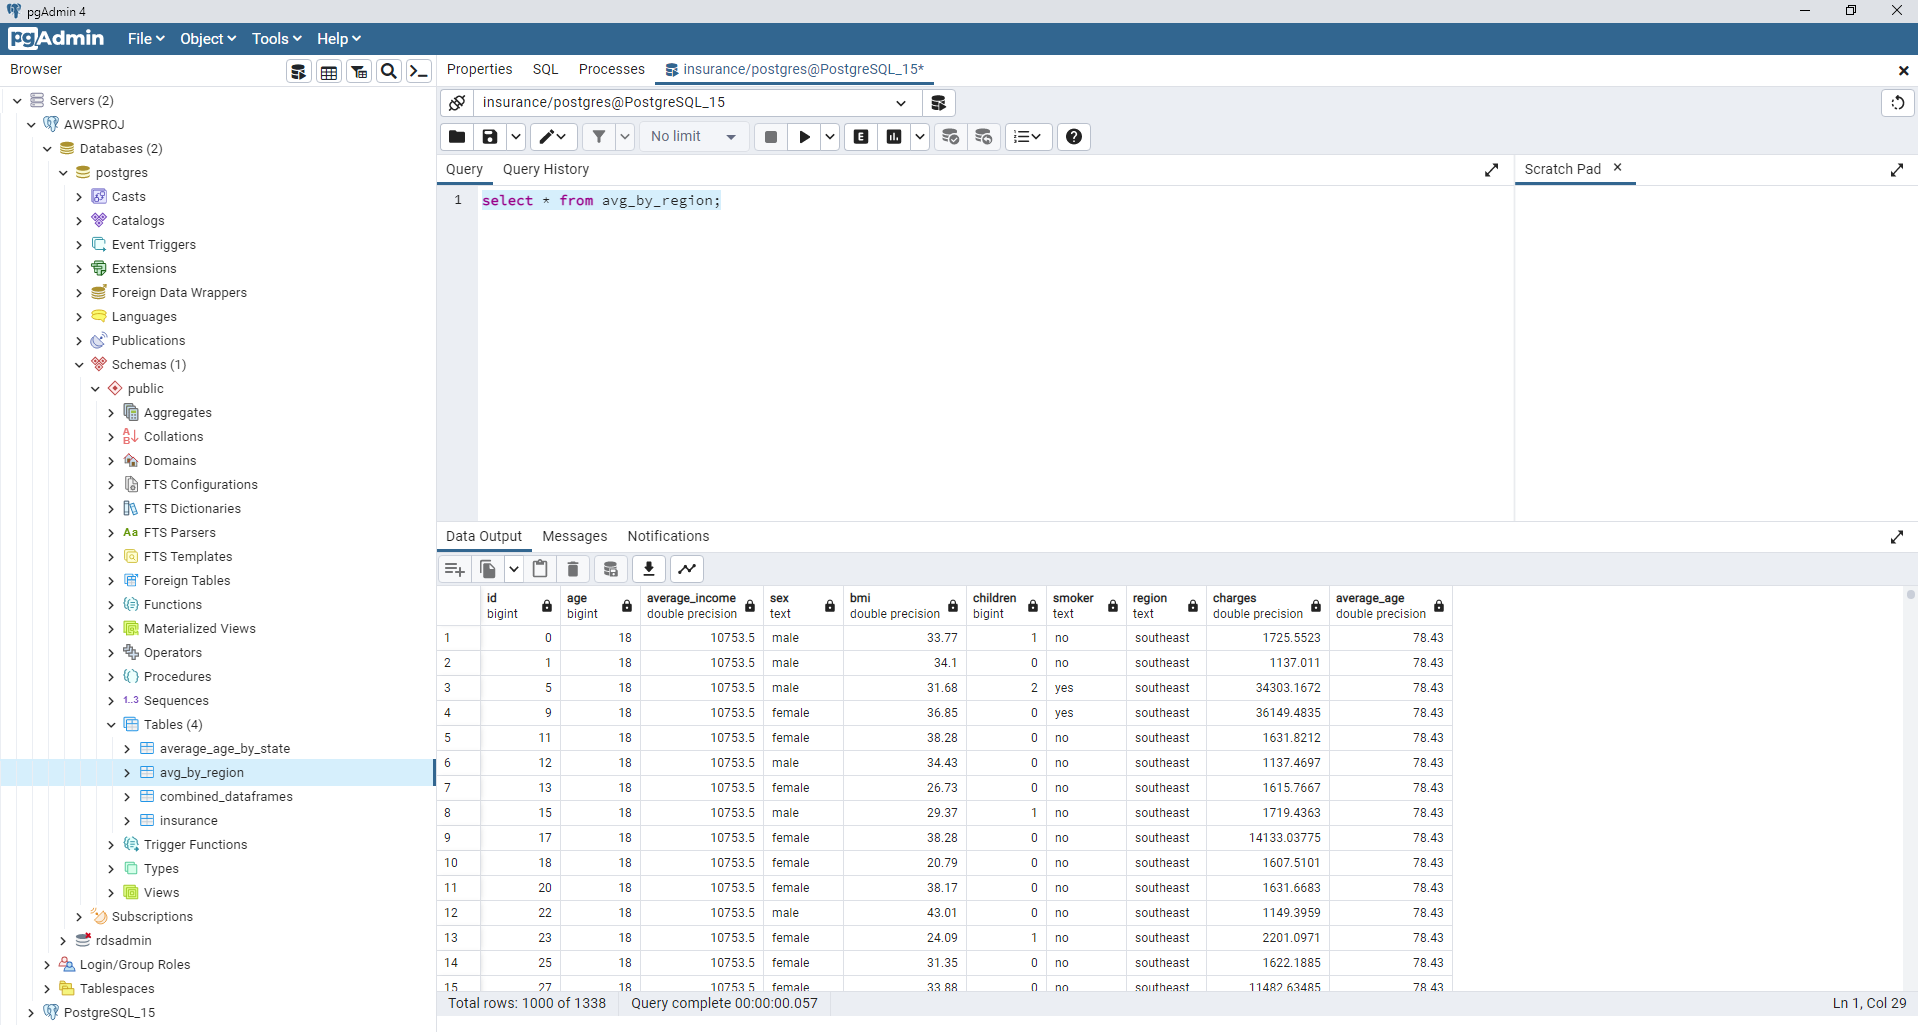 pgAdmin 4
pgAdmin File Object Tools Help
Browser
Properties SQL Processes insurance/postgres@PostgreSQL_15*
Servers (2)
AWSPROJ
Databases (2)
postgres
Casts
Catalogs
Event Triggers
Extensions
Foreign Data Wrappers
Languages
Publications
Schemas (1)
public
Aggregates
Collations
Domains
FTS Configurations
FTS Dictionaries
Aa FTS Parsers
FTS Templates
Foreign Tables
Functions
Materialized Views
Operators
Procedures
1..3 Sequences
Tables (4)
average_age_by_state
avg_by_region
combined_dataframes
insurance
Trigger Functions
Types
Views
Subscriptions
rdsadmin
Login/Group Roles
Tablespaces
PostgreSQL_15
insurance/postgres@PostgreSQL_15
No limit E
Query Query History
Scratch Pad
1 select * from avg_by_region;
Data Output Messages Notifications
id age average_income sex bmi children smoker region charges average_age
bigint bigint double precision text double precision bigint text text double precision double precision
1 0 18 10753.5 male 33.77 1 no southeast 1725.5523 78.43
2 1 18 10753.5 male 34.1 0 no southeast 1137.011 78.43
3 5 18 10753.5 male 31.68 2 yes southeast 34303.1672 78.43
4 9 18 10753.5 female 36.85 0 yes southeast 36149.4835 78.43
5 11 18 10753.5 female 38.28 0 no southeast 1631.8212 78.43
6 12 18 10753.5 male 34.43 0 no southeast 1137.4697 78.43
7 13 18 10753.5 female 26.73 0 no southeast 1615.7667 78.43
8 15 18 10753.5 male 29.37 1 no southeast 1719.4363 78.43
9 17 18 10753.5 female 38.28 0 no southeast 14133.03775 78.43
10 18 18 10753.5 female 20.79 0 no southeast 1607.5101 78.43
11 20 18 10753.5 female 38.17 0 no southeast 1631.6683 78.43
12 22 18 10753.5 male 43.01 0 no southeast 1149.3959 78.43
13 23 18 10753.5 female 24.09 1 no southeast 2201.0971 78.43
14 25 18 10753.5 female 31.35 0 no southeast 1622.1885 78.43
15 27 18 10753.5 female 33.88 0 no southeast 11482.63485 78.43
Total rows: 1000 of 1338 Query complete 00:00:00.057
Ln 1, Col 29